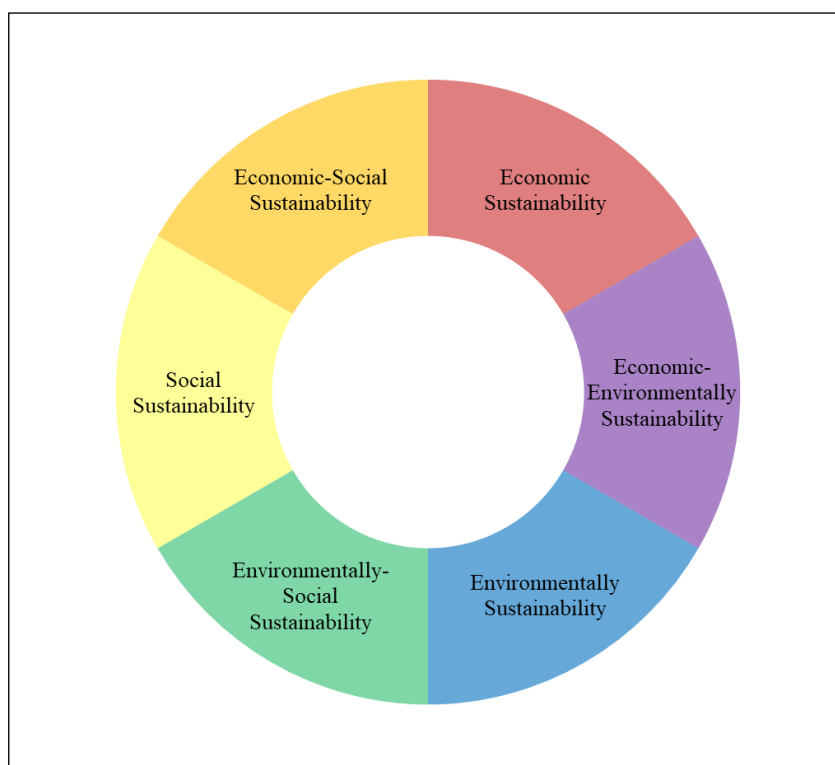 Economic-Social
Sustainability
Economic
Sustainability
Social
Sustainability
Economic-
Environmentally
Sustainability
Environmentally-
Social
Sustainability
Environmentally
Sustainability